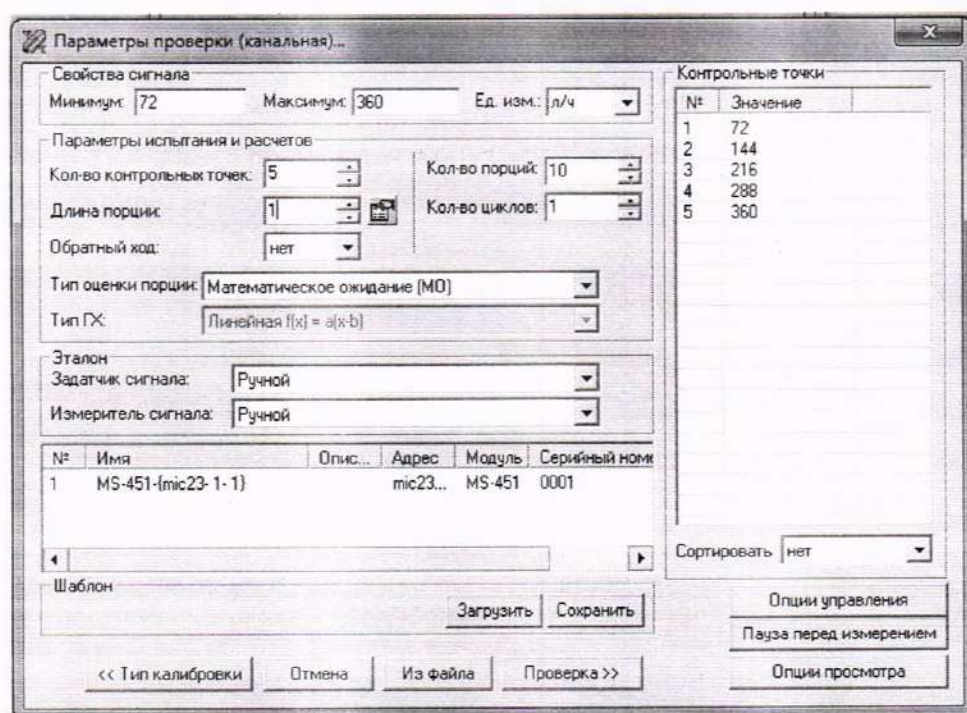 Параметры проверки (канальная)...
Свойства сигнала
Минимум: 72 Максимум: 360 Ед. изм.: л/ч
Параметры испытания и расчетов
Кол-во контрольных точек: 5 Кол-во порций: 10
Длина порции: 1 Кол-во циклов: 1
Обратный ход: нет
Тип оценки порции: Математическое ожидание (МО)
Тип ГХ: Линейная f(x) = a(x-b)
Эталон
Задатчик сигнала: Ручной
Измеритель сигнала: Ручной
№ Имя Опис... Адрес Модуль Серийный номе
1 MS-451-{mic23- 1- 1} mic23... MS-451 0001
Шаблон
Загрузить Сохранить
<< Тип калибровки Отмена Из файла Проверка >>
Контрольные точки
№ Значение
1 72
2 144
3 216
4 288
5 360
Сортировать нет
Опции управления
Пауза перед измерением
Опции просмотра